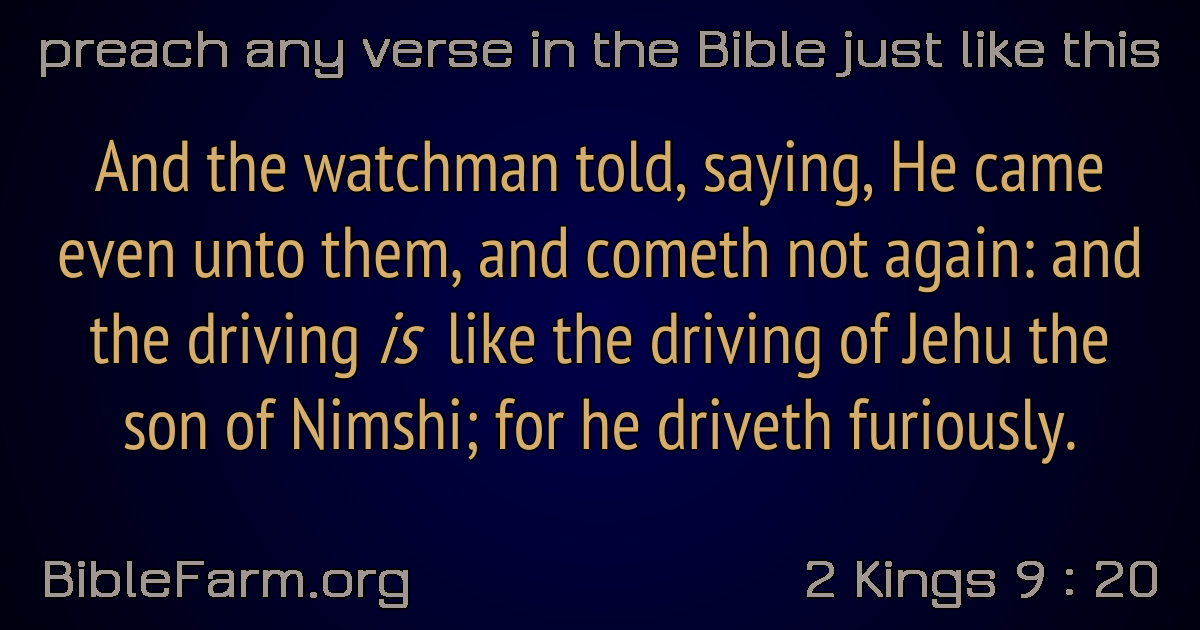 preach any verse in the Bible just like this
And the watchman told, saying, He came
even unto them, and cometh not again: and
the driving is like the driving of Jehu the
son of Nimshi; for he driveth furiously.
BibleFarm.org
2 Kings 9 : 20